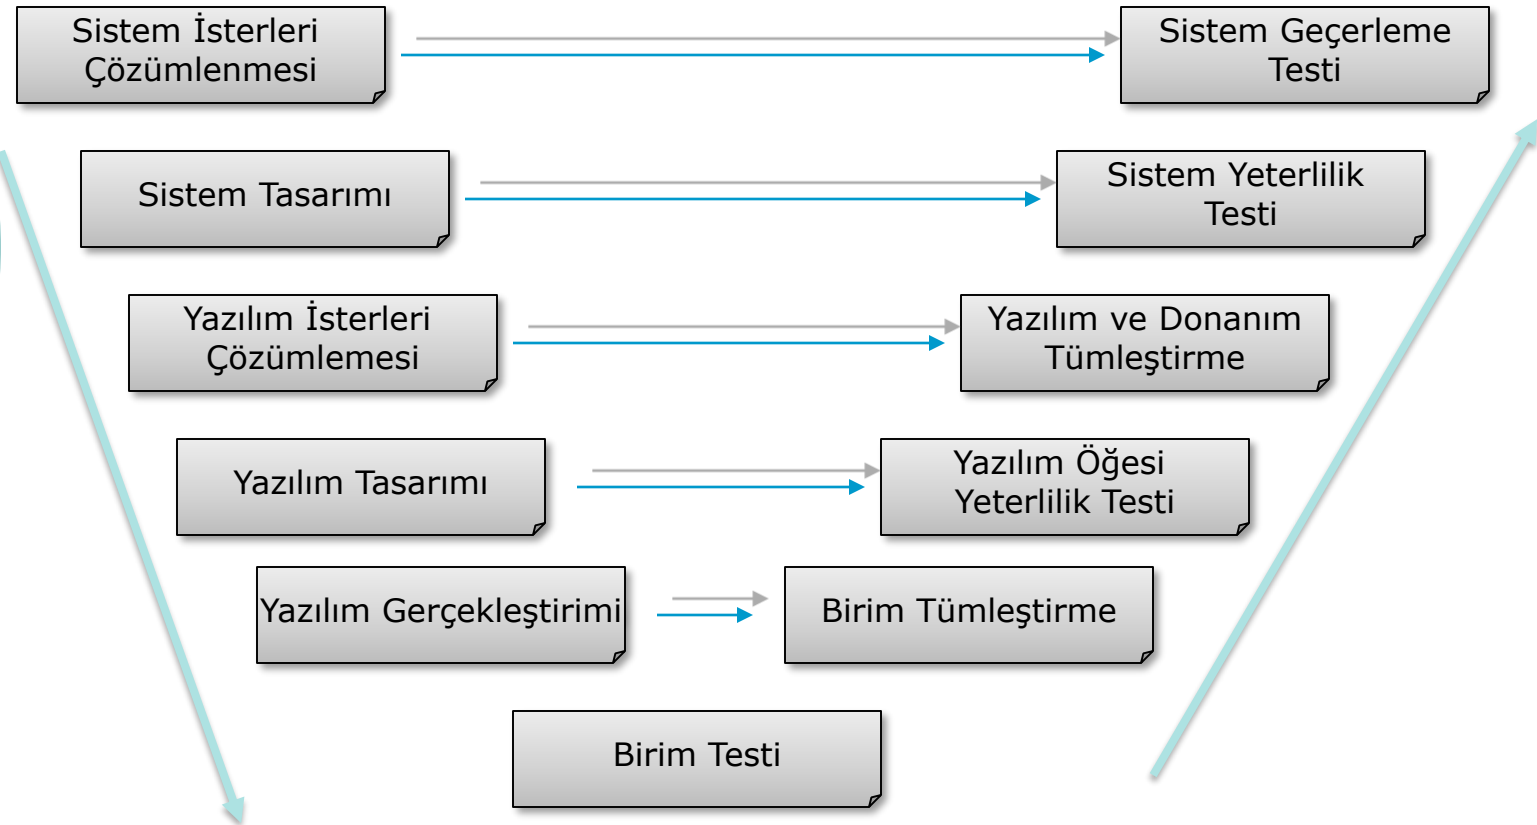 Sistem İsterleri
Çözümlenmesi
Sistem Geçerleme
Testi
Sistem Tasarımı
Sistem Yeterlilik
Testi
Yazılım İsterleri
Çözümlemesi
Yazılım ve Donanım
Tümleştirme
Yazılım Tasarımı
Yazılım Öğesi
Yeterlilik Testi
Yazılım Gerçekleştirimi
Birim Tümleştirme
Birim Testi